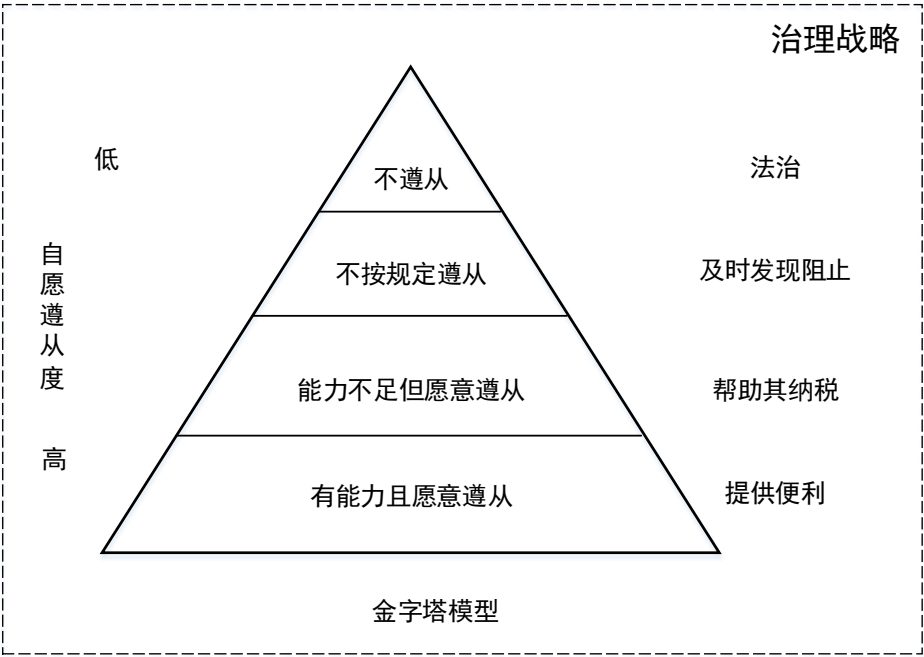 治理战略
低
不遵从
法治
自愿遵从度
不按规定遵从
及时发现阻止
能力不足但愿意遵从
帮助其纳税
高
有能力且愿意遵从
提供便利
金字塔模型